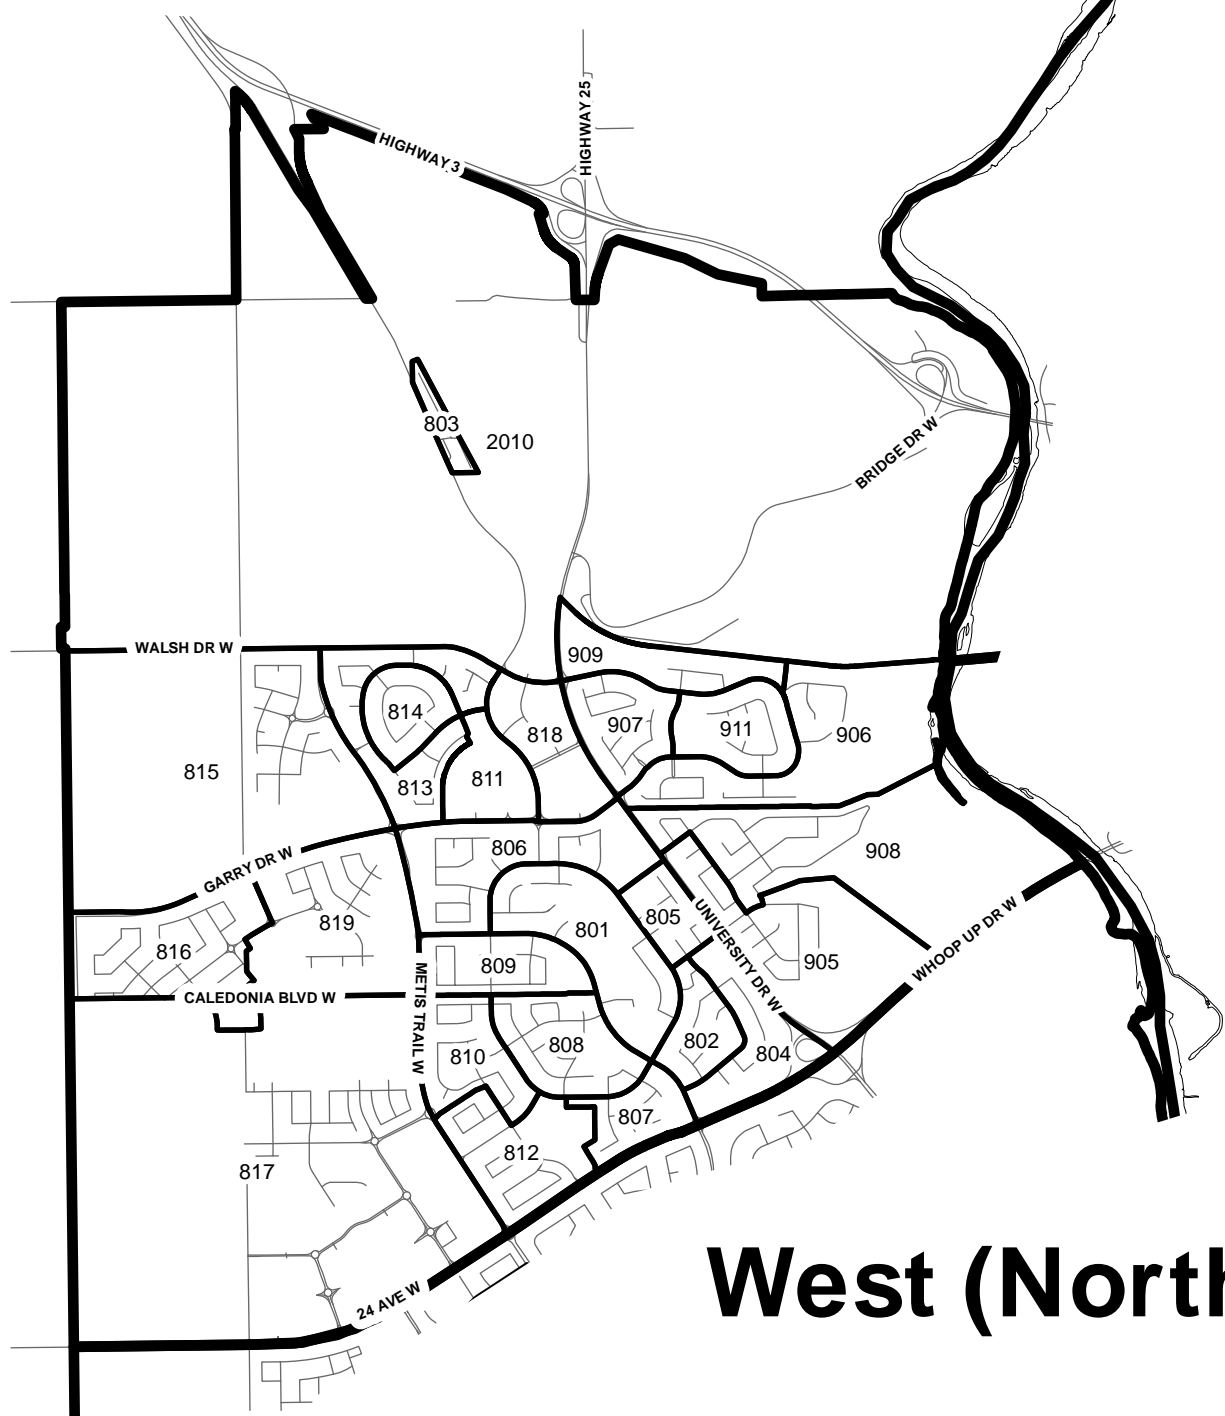 HIGHWAY 25
HIGHWAY 3
803
2010
BRIDGE DR W
WALSH DR W
909
814
818
907
911
906
815
813
811
806
908
GARRY DR W
819
816
801
805
UNIVERSITY DR W
905
WHOOP UP DR W
809
METIS TRAIL W
CALEDONIA BLVD W
810
808
802
804
807
812
817
24 AVE W
West (North